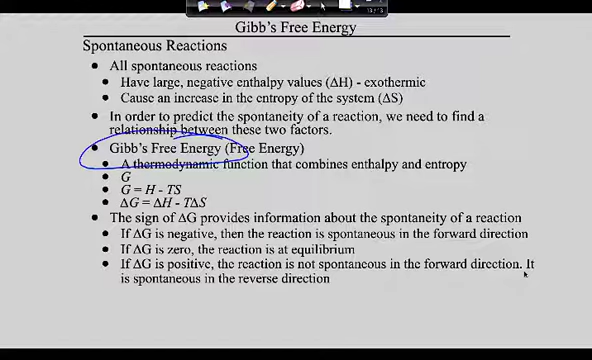 Gibb's Free Energy
Spontaneous Reactions
All spontaneous reactions
Have large, negative enthalpy values (ΔH) - exothermic
Cause an increase in the entropy of the system (ΔS)
In order to predict the spontaneity of a reaction, we need to find a
relationship between these two factors.
Gibb's Free Energy (Free Energy)
A thermodynamic function that combines enthalpy and entropy
G
G = H - TS
ΔG = ΔH - TΔS
The sign of ΔG provides information about the spontaneity of a reaction
If ΔG is negative, then the reaction is spontaneous in the forward direction
If ΔG is zero, the reaction is at equilibrium
If ΔG is positive, the reaction is not spontaneous in the forward direction. It
is spontaneous in the reverse direction